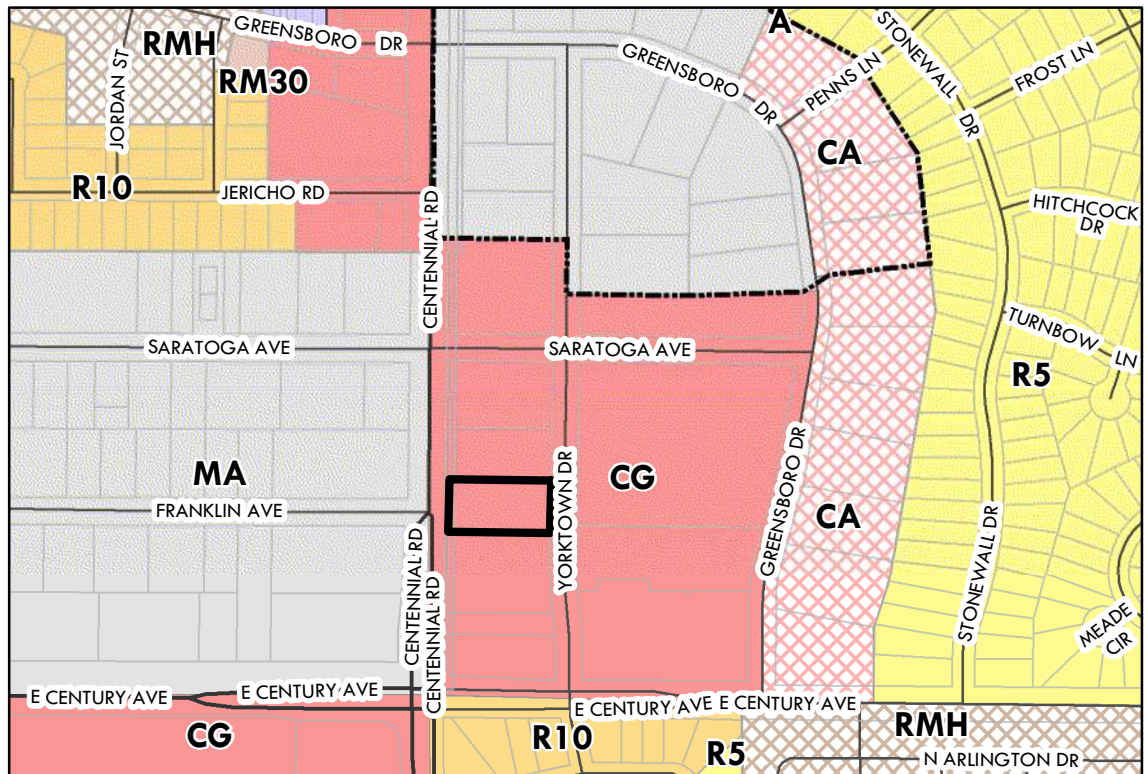 A
GREENSBORO DR
RMH
STONEWALL DR
GREENSBORO DR
FROST LN
RM30
PENNS LN
JORDAN ST
CA
R10
JERICHO RD
HITCHCOCK DR
CENTENNIAL RD
TURNBOW LN
SARATOGA AVE
SARATOGA AVE
R5
MA
CG
FRANKLIN AVE
YORKTOWN DR
GREENSBORO DR
CA
STONEWALL DR
CENTENNIAL RD
CENTENNIAL RD
MEADE CIR
E CENTURY AVE
E CENTURY AVE
E CENTURY AVE
E CENTURY AVE
CG
R10
R5
RMH
N ARLINGTON DR